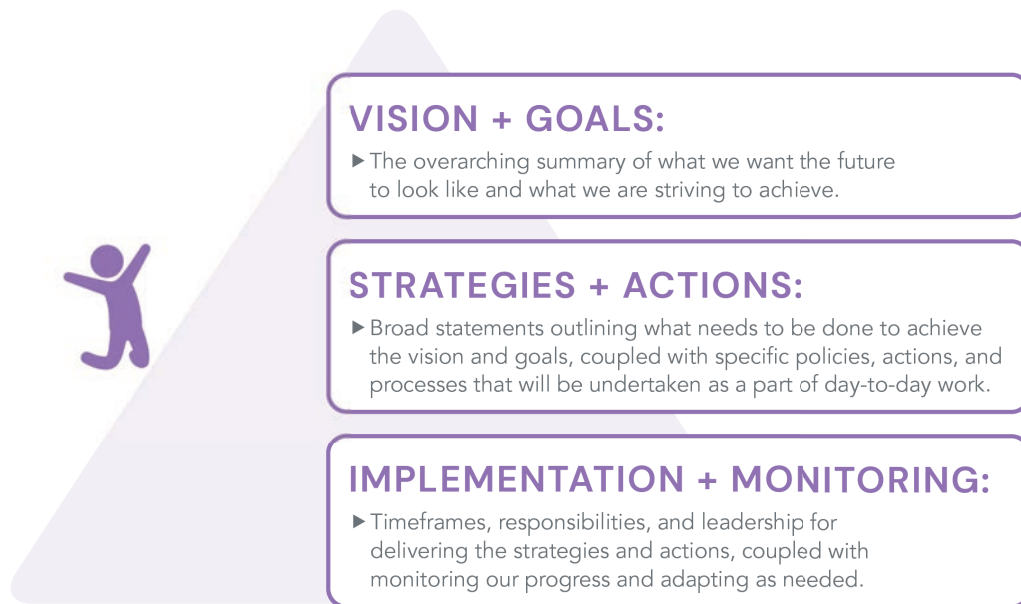 VISION + GOALS:
▶ The overarching summary of what we want the future
to look like and what we are striving to achieve.
STRATEGIES + ACTIONS:
▶ Broad statements outlining what needs to be done to achieve
the vision and goals, coupled with specific policies, actions, and
processes that will be undertaken as a part of day-to-day work.
IMPLEMENTATION + MONITORING:
▶ Timeframes, responsibilities, and leadership for
delivering the strategies and actions, coupled with
monitoring our progress and adapting as needed.